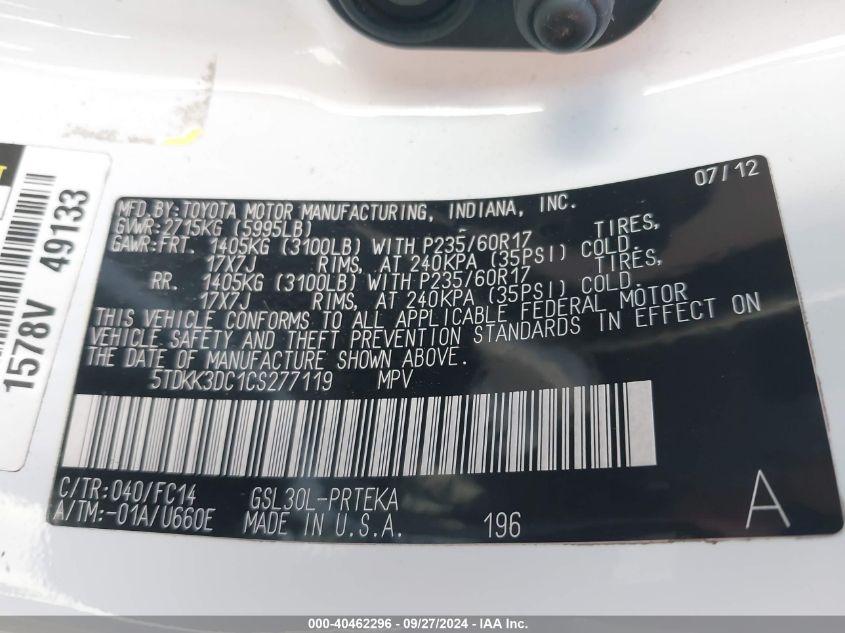 07/12
MFD.BY:TOYOTA MOTOR MANUFACTURING, INDIANA, INC.
GVWR:2715KG (5995LB)
GAWR:FRT. 1405KG (3100LB) WITH P235/60R17 TIRES,
17X7J RIMS, AT 240KPA (35PSI) COLD.
RR. 1405KG (3100LB) WITH P235/60R17 TIRES,
17X7J RIMS, AT 240KPA (35PSI) COLD.
THIS VEHICLE CONFORMS TO ALL APPLICABLE FEDERAL MOTOR
VEHICLE SAFETY AND THEFT PREVENTION STANDARDS IN EFFECT ON
THE DATE OF MANUFACTURE SHOWN ABOVE.
5TDKK3DC1CS277119 MPV
C/TR:040/FC14 GSL30L-PRTEKA
A/TM:-01A/U660E MADE IN U.S.A. 196 A
1578V 49133
000-40462296 - 09/27/2024 - IAA Inc.